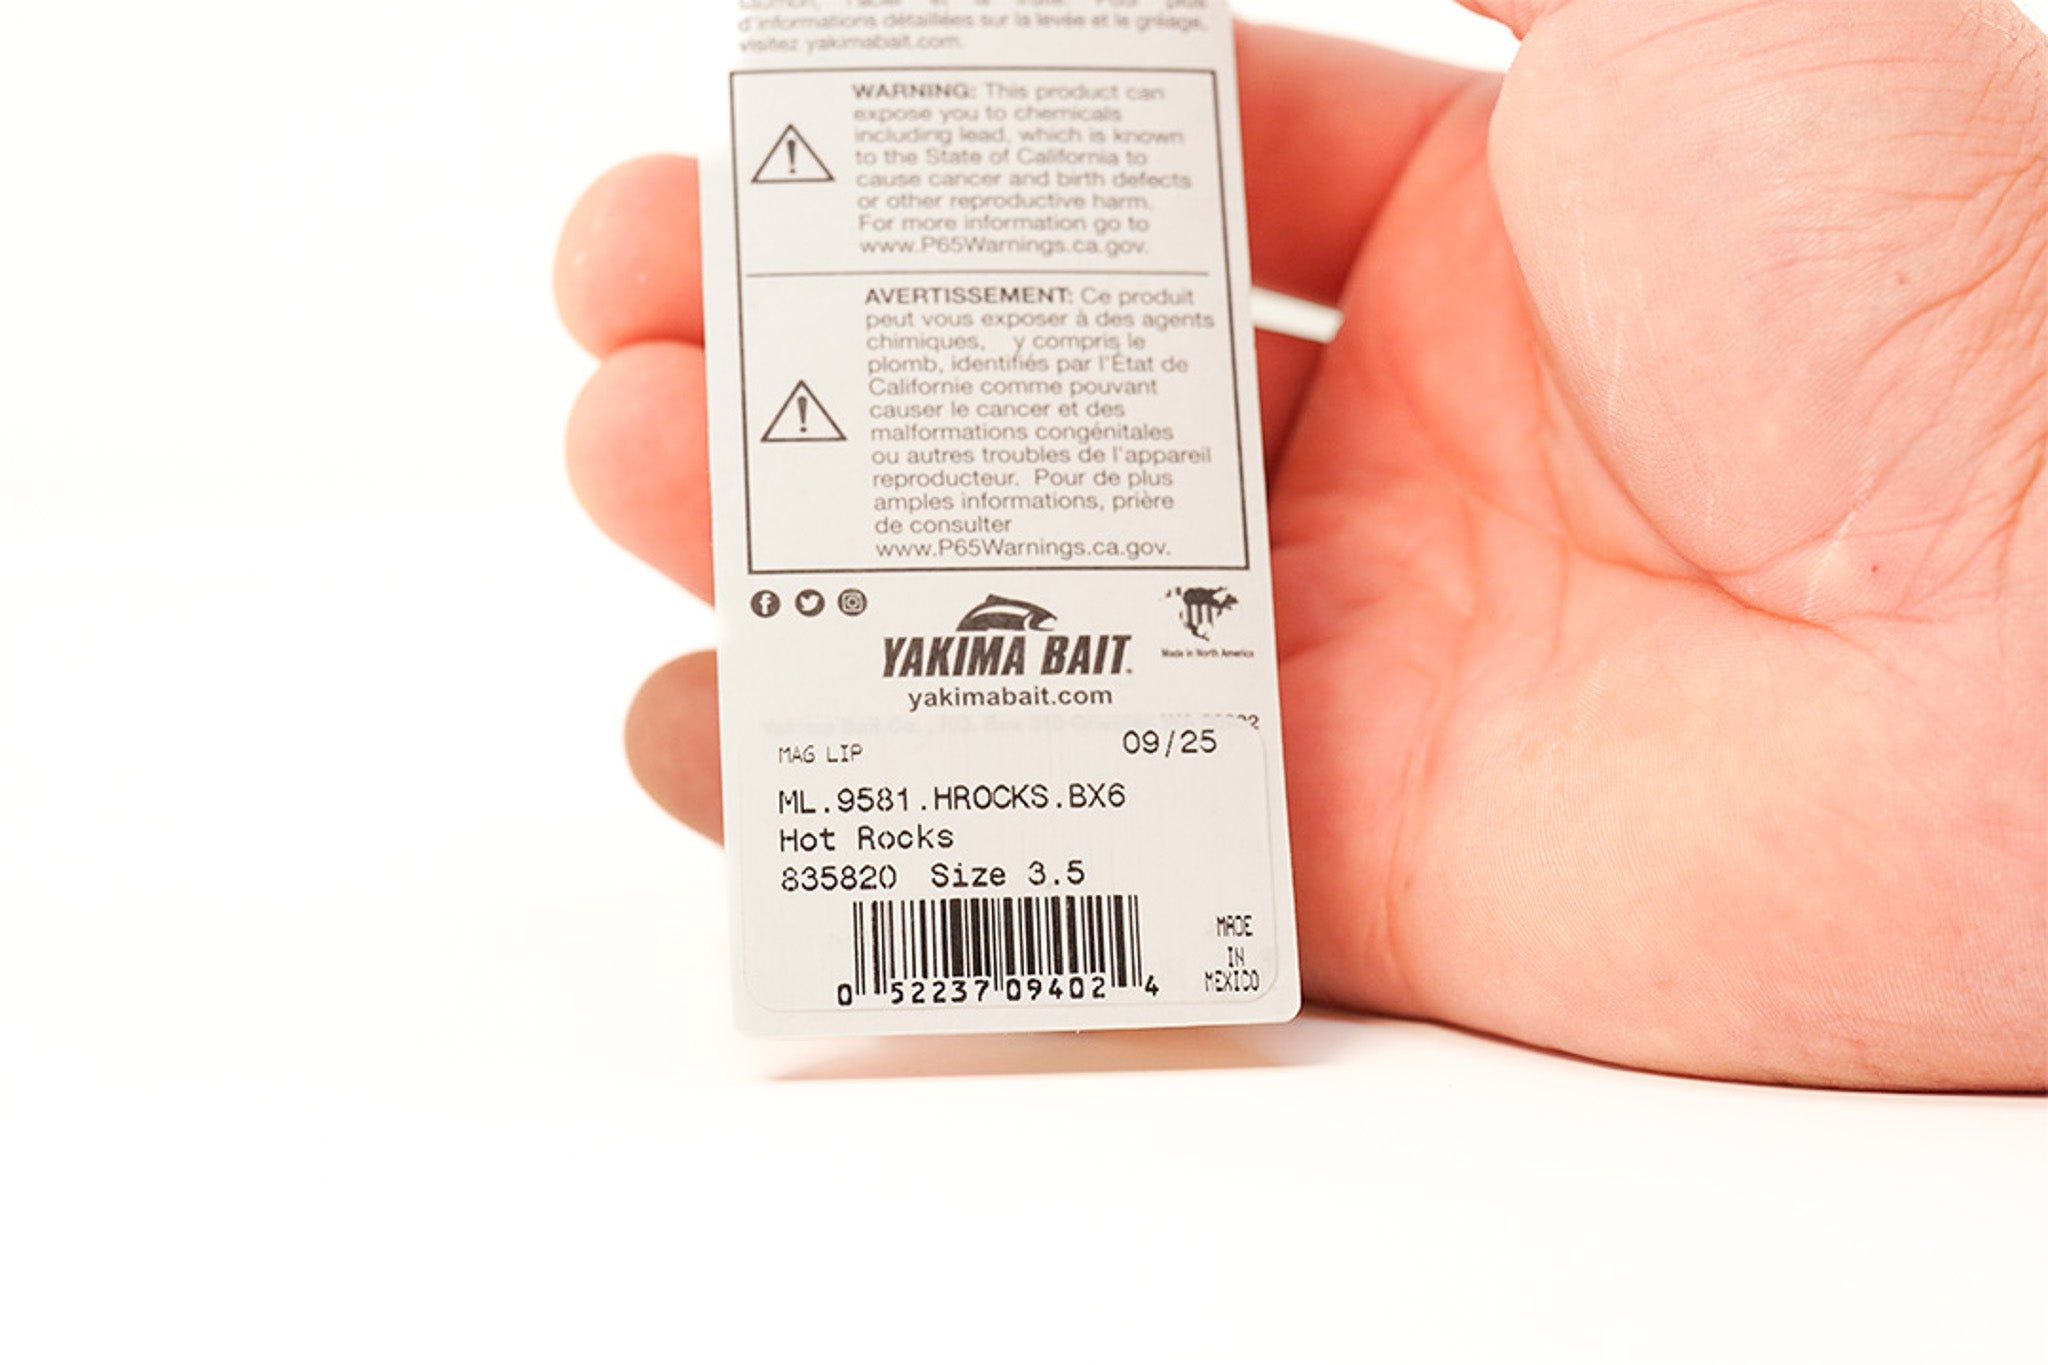 d'informations détaillées sur la levée et le gréage,
visitez yakimabait.com.
WARNING: This product can
expose you to chemicals
including lead, which is known
to the State of California to
cause cancer and birth defects
or other reproductive harm.
For more information go to
www.P65Warnings.ca.gov.
AVERTISSEMENT: Ce produit
peut vous exposer à des agents
chimiques, y compris le
plomb, identifiés par l'État de
Californie comme pouvant
causer le cancer et des
malformations congénitales
ou autres troubles de l'appareil
reproducteur. Pour de plus
amples informations, prière
de consulter
www.P65Warnings.ca.gov.
YAKIMA BAIT.
Made in North America
yakimabait.com
MAG LIP 09/25
ML.9581.HROCKS.BX6
Hot Rocks
835820 Size 3.5
MADE
IN
MEXICO
0 52237 09402 4